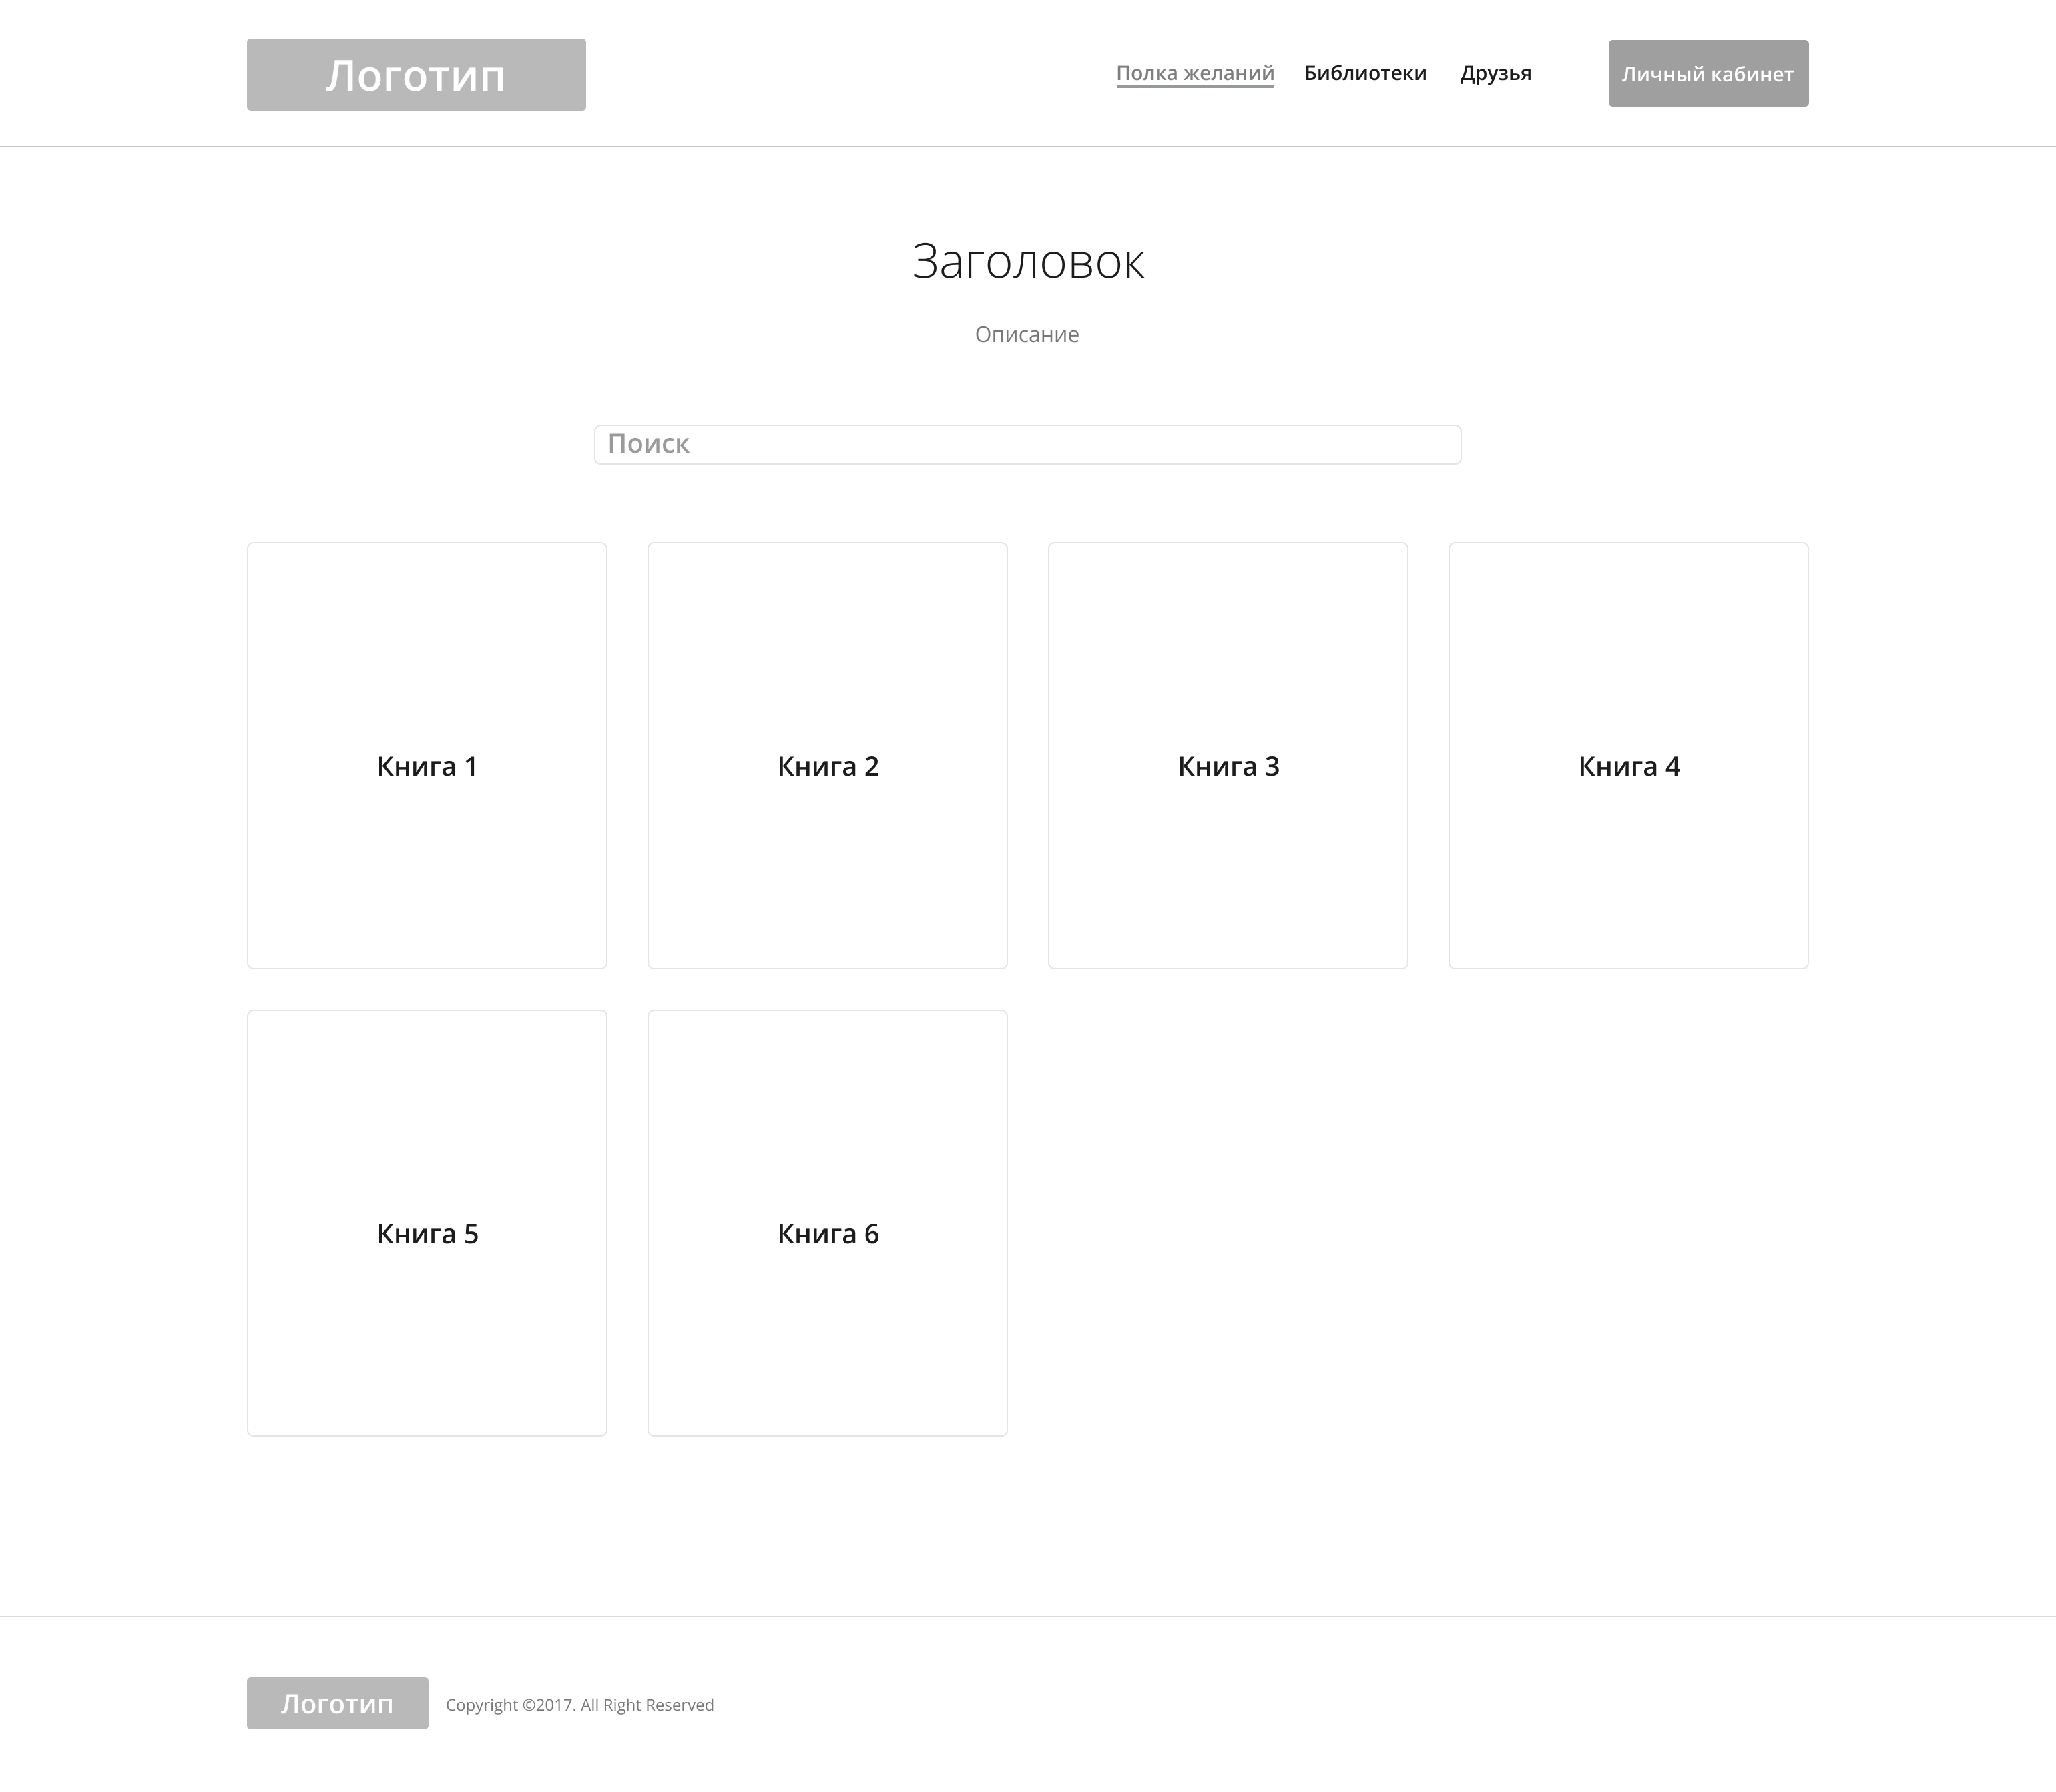 Логотип
Полка желаний
Библиотеки
Друзья
Личный кабинет
Заголовок
Описание
Поиск
Книга 1
Книга 2
Книга 3
Книга 4
Книга 5
Книга 6
Логотип
Copyright ©2017. All Right Reserved